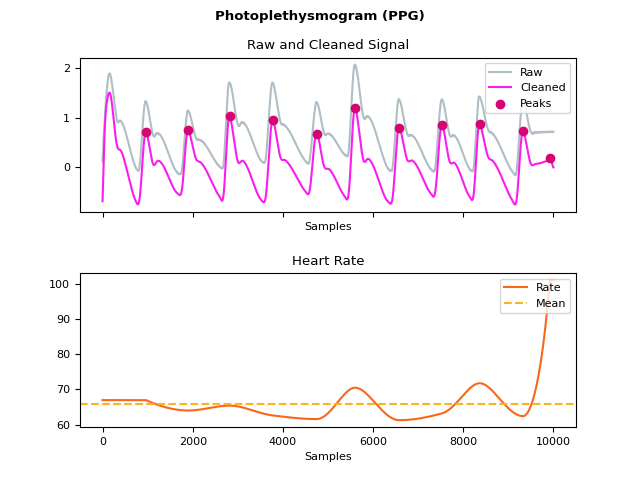 Photoplethysmogram (PPG)
Raw and Cleaned Signal
Raw
Cleaned
Peaks
2
1
0
Samples
Heart Rate
Rate
Mean
100
90
80
70
60
0 2000 4000 6000 8000 10000
Samples